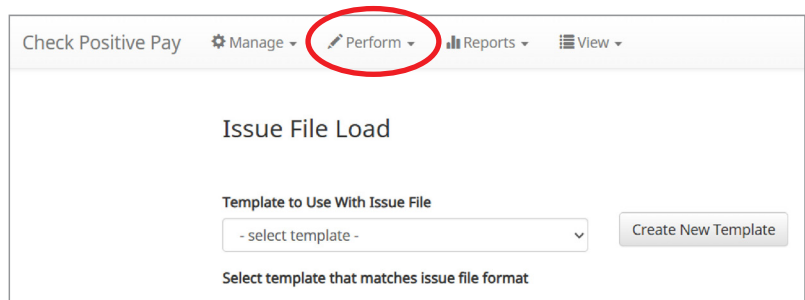 Check Positive Pay Manage Perform Reports View
Issue File Load
Template to Use With Issue File
- select template - Create New Template
Select template that matches issue file format